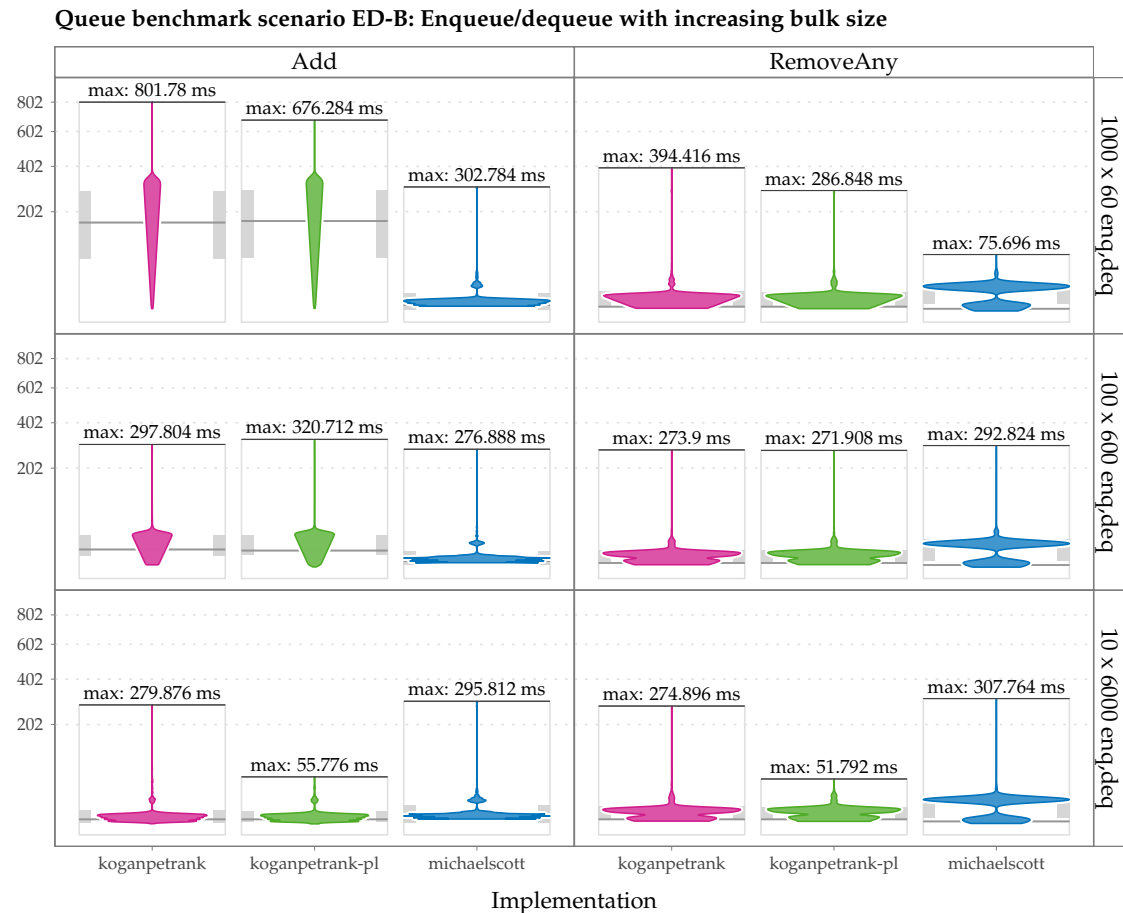 Queue benchmark scenario ED-B: Enqueue/dequeue with increasing bulk size
Add
RemoveAny
802
602
402
202
max: 801.78 ms
max: 676.284 ms
max: 302.784 ms
max: 394.416 ms
max: 286.848 ms
max: 75.696 ms
1000 x 60 enq,deq
802
602
402
202
max: 297.804 ms
max: 320.712 ms
max: 276.888 ms
max: 273.9 ms
max: 271.908 ms
max: 292.824 ms
100 x 600 enq,deq
802
602
402
202
max: 279.876 ms
max: 55.776 ms
max: 295.812 ms
max: 274.896 ms
max: 51.792 ms
max: 307.764 ms
10 x 6000 enq,deq
koganpetrank
koganpetrank-pl
michaelscott
koganpetrank
koganpetrank-pl
michaelscott
Implementation